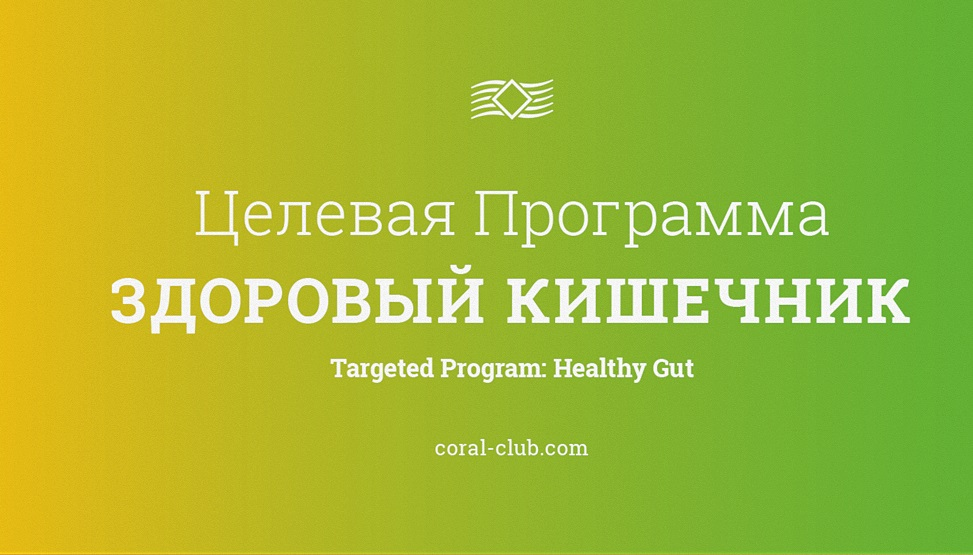 Целевая Программа
ЗДОРОВЫЙ КИШЕЧНИК
Targeted Program: Healthy Gut
coral-club.com